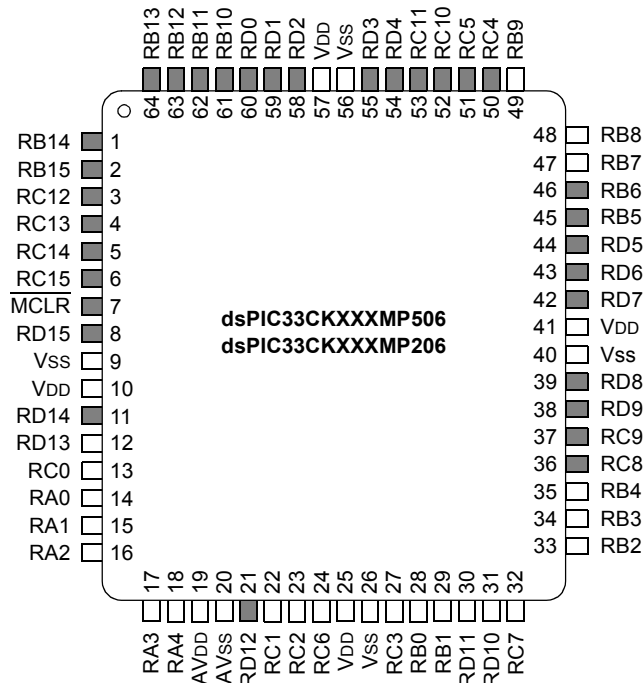 RB13 RB12 RB11 RB10 RD0 RD1 RD2 VDD VSS RD3 RD4 RC11 RC10 RC5 RC4 RB9
64 63 62 61 60 59 58 57 56 55 54 53 52 51 50 49
RB14 1
RB15 2
RC12 3
RC13 4
RC14 5
RC15 6
MCLR 7
RD15 8
VSS 9
VDD 10
RD14 11
RD13 12
RC0 13
RA0 14
RA1 15
RA2 16
dsPIC33CKXXXMP506
dsPIC33CKXXXMP206
48 RB8
47 RB7
46 RB6
45 RB5
44 RD5
43 RD6
42 RD7
41 VDD
40 Vss
39 RD8
38 RD9
37 RC9
36 RC8
35 RB4
34 RB3
33 RB2
17 18 19 20 21 22 23 24 25 26 27 28 29 30 31 32
RA3 RA4 AVDD AVSS RD12 RC1 RC2 RC6 VDD VSS RC3 RB0 RB1 RD11 RD10 RC7